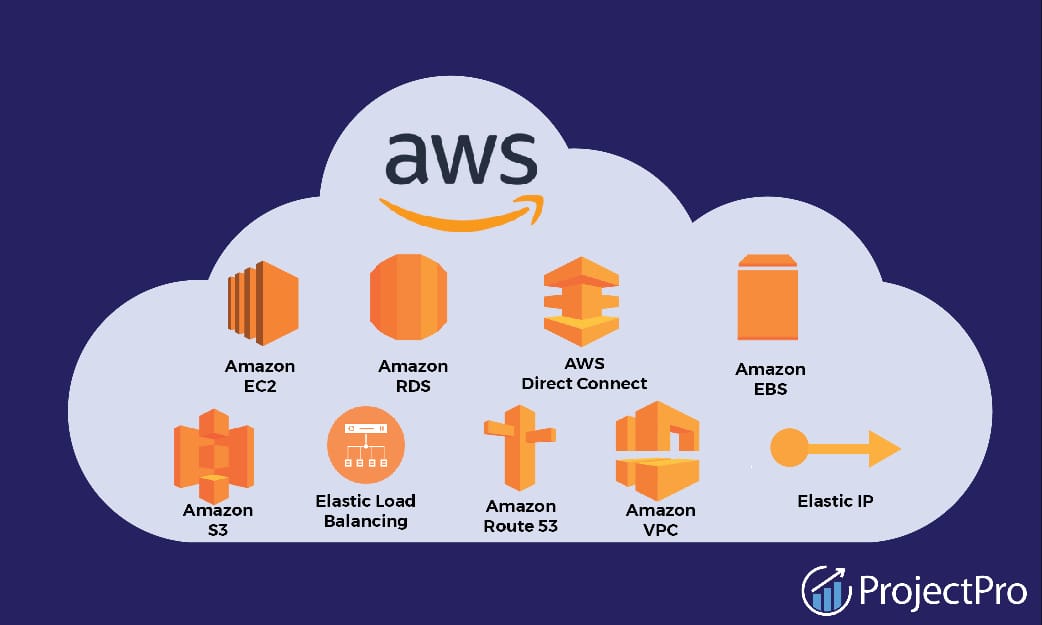 aws
Amazon
EC2
Amazon
RDS
AWS
Direct Connect
Amazon
EBS
Amazon
S3
Elastic Load
Balancing
Amazon
Route 53
Amazon
VPC
Elastic IP
ProjectPro